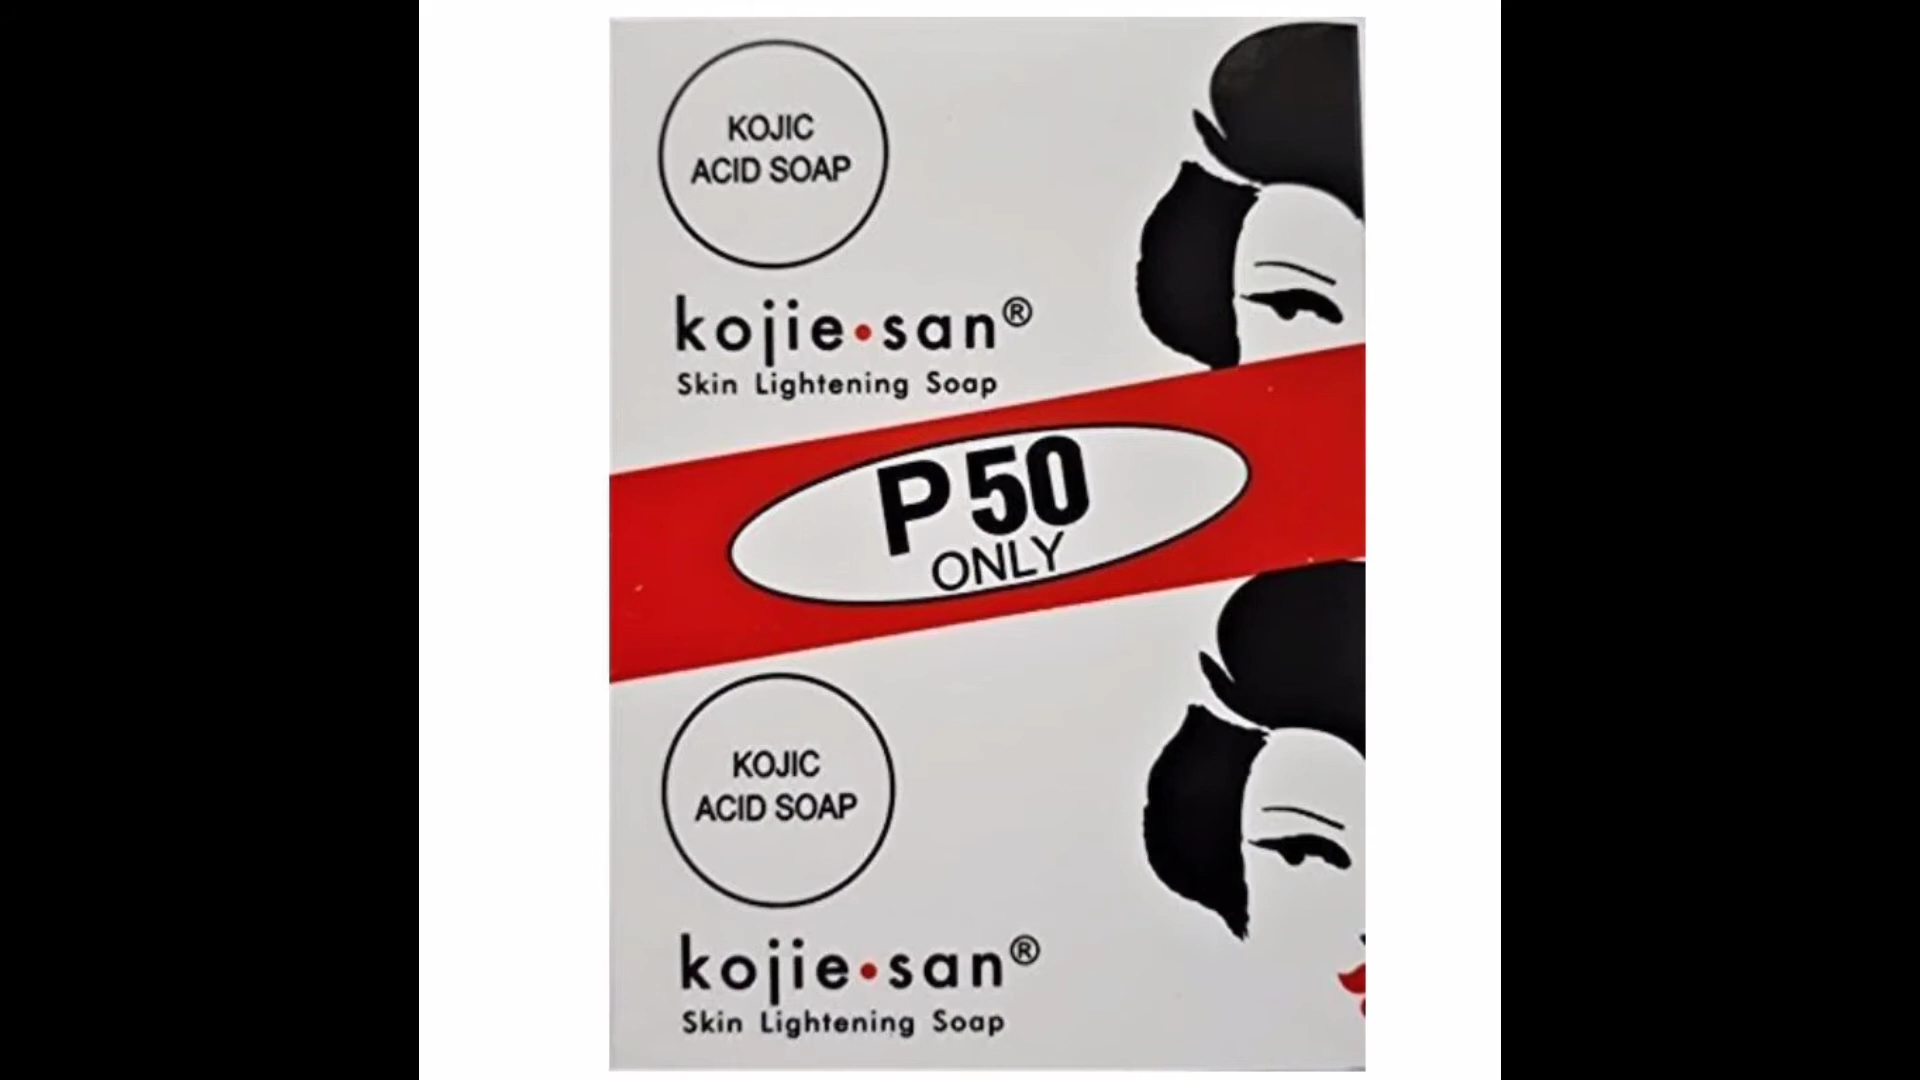 KOJIC
ACID SOAP
kojie•san®
Skin Lightening Soap
P50
ONLY
KOJIC
ACID SOAP
kojie•san®
Skin Lightening Soap